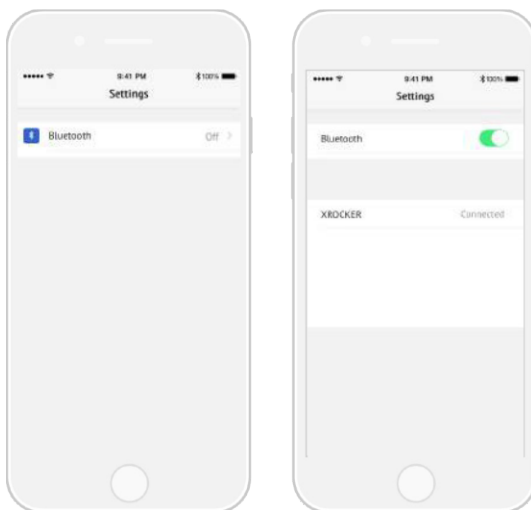 9:41 PM
100%
Settings
Bluetooth
Off
9:41 PM
100%
Settings
Bluetooth
XROCKER
Connected